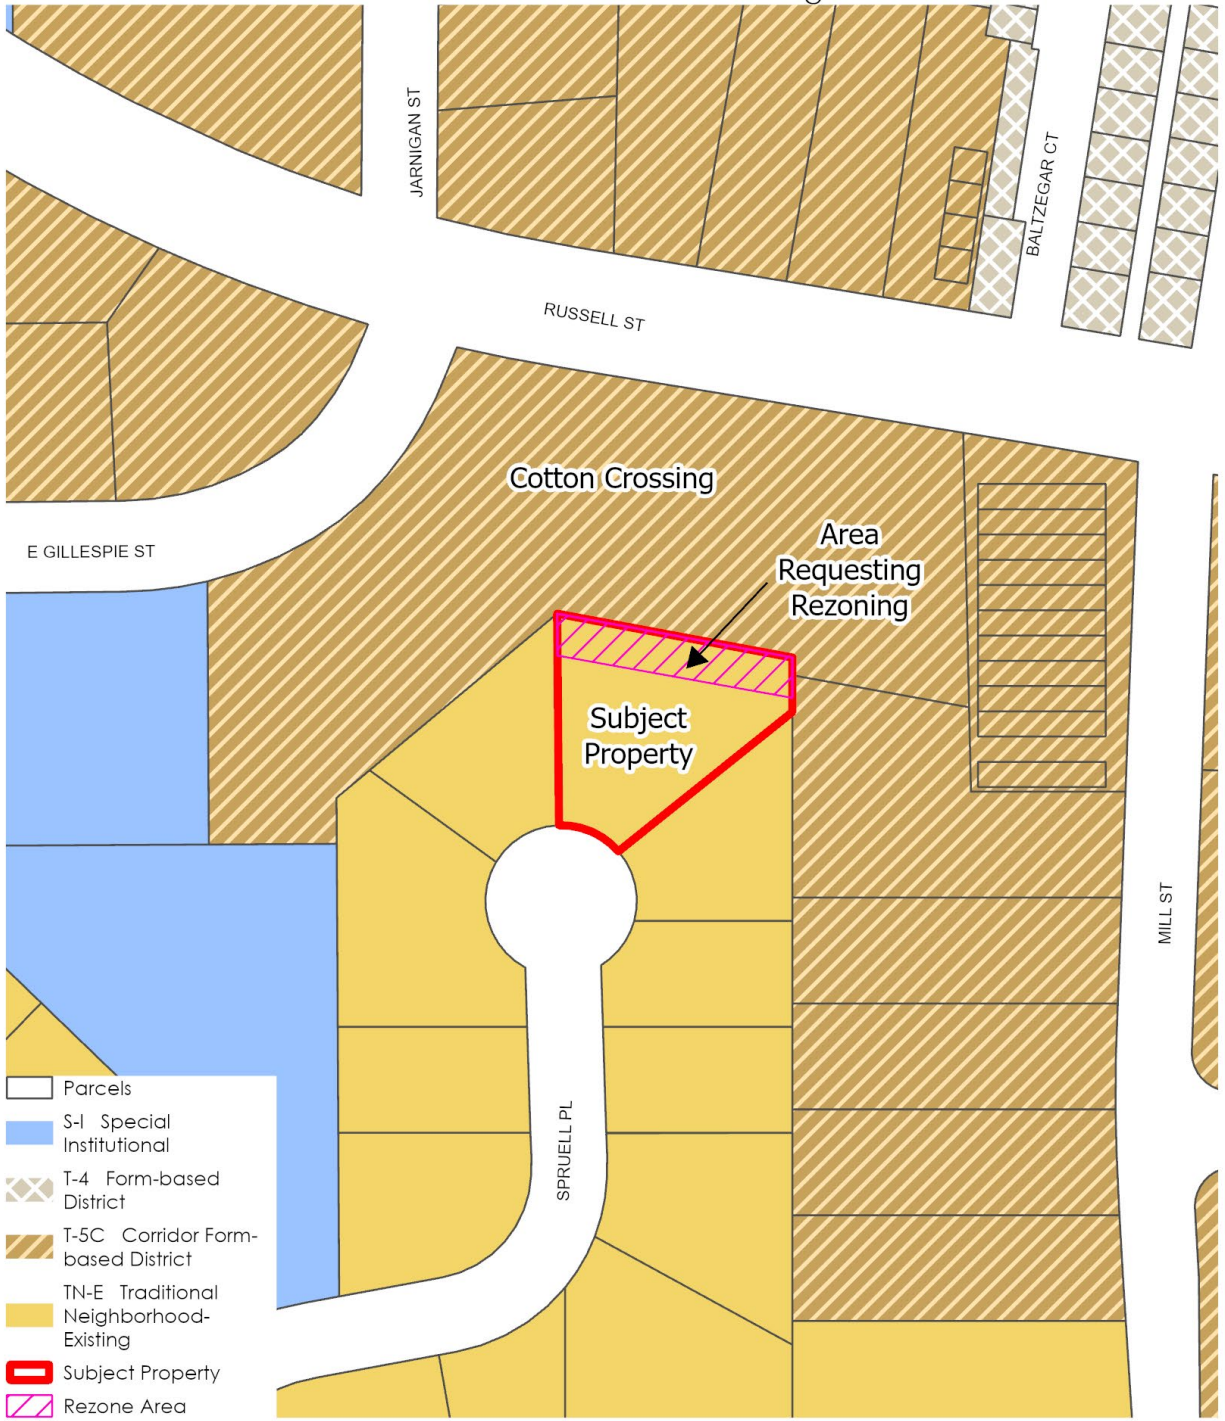 JARNIGAN ST
BALTZEGAR CT
RUSSELL ST
Cotton Crossing
E GILLESPIE ST
Area
Requesting
Rezoning
Subject
Property
MILL ST
SPRUELL PL
Parcels
S-I Special
Institutional
T-4 Form-based
District
T-5C Corridor Form-
based District
TN-E Traditional
Neighborhood-
Existing
Subject Property
Rezone Area